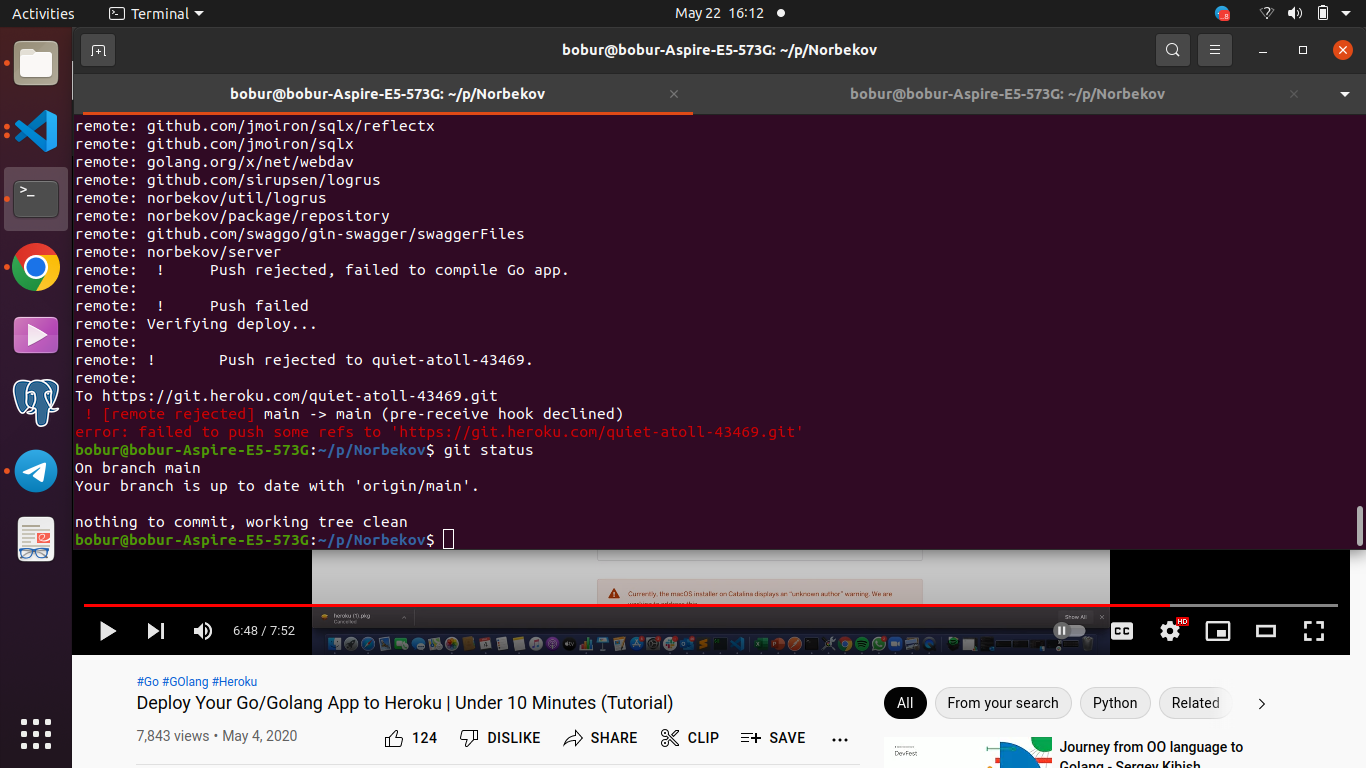 Activities
Terminal
May 22 16:12
8
bobur@bobur-Aspire-E5-573G: ~/p/Norbekov
bobur@bobur-Aspire-E5-573G: ~/p/Norbekov
bobur@bobur-Aspire-E5-573G: ~/p/Norbekov
remote: github.com/jmoiron/sqlx/reflectx
remote: github.com/jmoiron/sqlx
remote: golang.org/x/net/webdav
remote: github.com/sirupsen/logrus
remote: norbekov/util/logrus
remote: norbekov/package/repository
remote: github.com/swaggo/gin-swagger/swaggerFiles
remote: norbekov/server
remote:  !     Push rejected, failed to compile Go app.
remote:
remote:  !     Push failed
remote: Verifying deploy...
remote:
remote: !       Push rejected to quiet-atoll-43469.
remote:
To https://git.heroku.com/quiet-atoll-43469.git
 ! [remote rejected] main -> main (pre-receive hook declined)
error: failed to push some refs to 'https://git.heroku.com/quiet-atoll-43469.git'
bobur@bobur-Aspire-E5-573G:~/p/Norbekov$ git status
On branch main
Your branch is up to date with 'origin/main'.
nothing to commit, working tree clean
bobur@bobur-Aspire-E5-573G:~/p/Norbekov$
Currently, the macOS installer on Catalina displays an "unknown author" warning. We are
heroku (1).pkg
Cancelled
Show All
6:48 / 7:52
CC
HD
#Go #GOlang #Heroku
Deploy Your Go/Golang App to Heroku | Under 10 Minutes (Tutorial)
7,843 views • May 4, 2020
124
DISLIKE
SHARE
CLIP
SAVE
All
From your search
Python
Related
DevFest
Journey from OO language to
Golang - Sergey Kibish